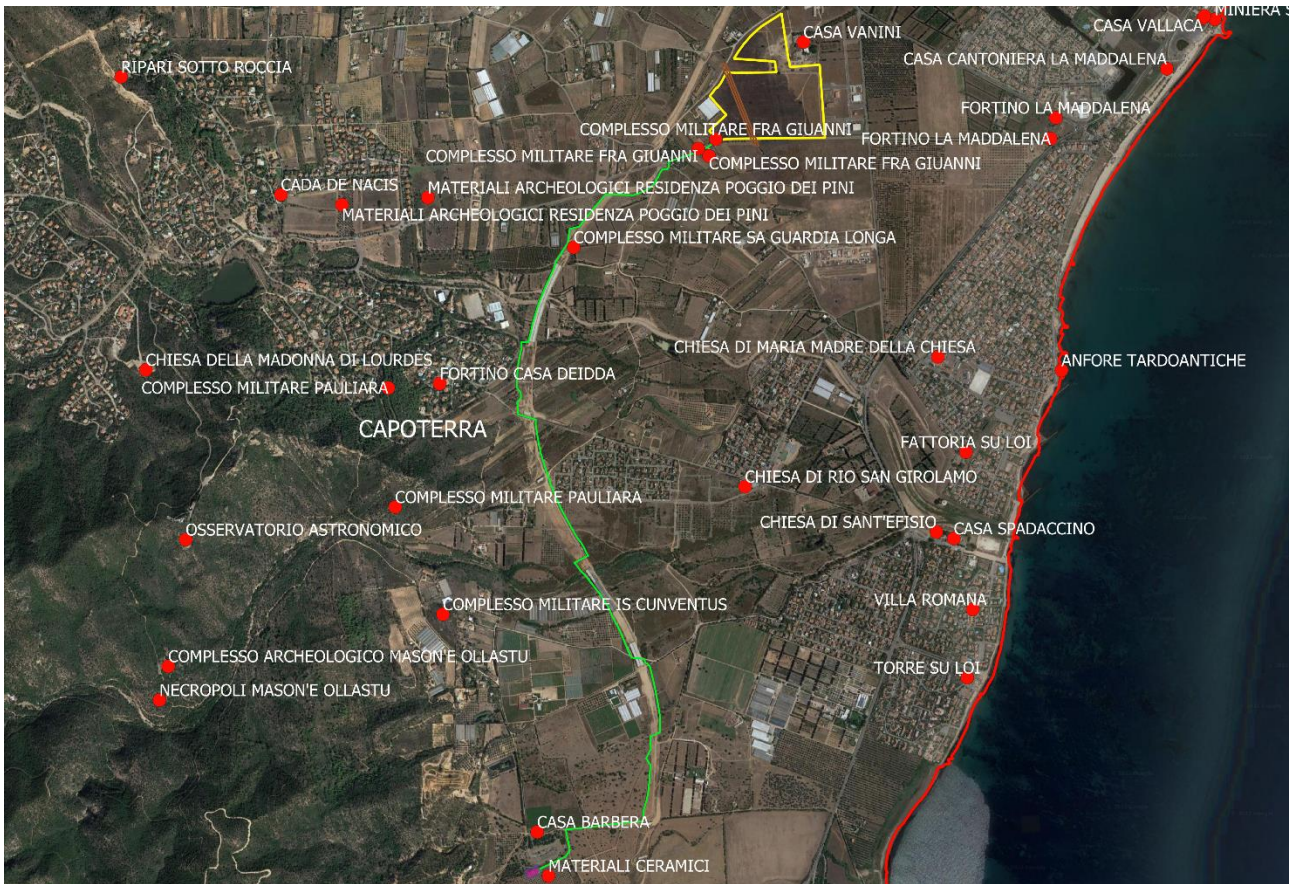 MINIERA S
CASA VALLACA
CASA VANINI
CASA CANTONIERA LA MADDALENA
RIPARI SOTTO ROCCIA
FORTINO LA MADDALENA
COMPLESSO MILITARE FRA GIUANNI
FORTINO LA MADDALENA
COMPLESSO MILITARE FRA GIUANNI
COMPLESSO MILITARE FRA GIUANNI
CADA DE NACIS
MATERIALI ARCHEOLOGICI RESIDENZA POGGIO DEI PINI
MATERIALI ARCHEOLOGICI RESIDENZA POGGIO DEI PINI
COMPLESSO MILITARE SA GUARDIA LONGA
CHIESA DI MARIA MADRE DELLA CHIESA
CHIESA DELLA MADONNA DI LOURDES
ANFORE TARDOANTICHE
FORTINO CASA DEIDDA
COMPLESSO MILITARE PAULIARA
CAPOTERRA
FATTORIA SU LOI
CHIESA DI RIO SAN GIROLAMO
COMPLESSO MILITARE PAULIARA
CHIESA DI SANT'EFISIO
CASA SPADACCINO
OSSERVATORIO ASTRONOMICO
VILLA ROMANA
COMPLESSO MILITARE IS CUNVENTUS
COMPLESSO ARCHEOLOGICO MASON'E OLLASTU
TORRE SU LOI
NECROPOLI MASON'E OLLASTU
CASA BARBERA
MATERIALI CERAMICI